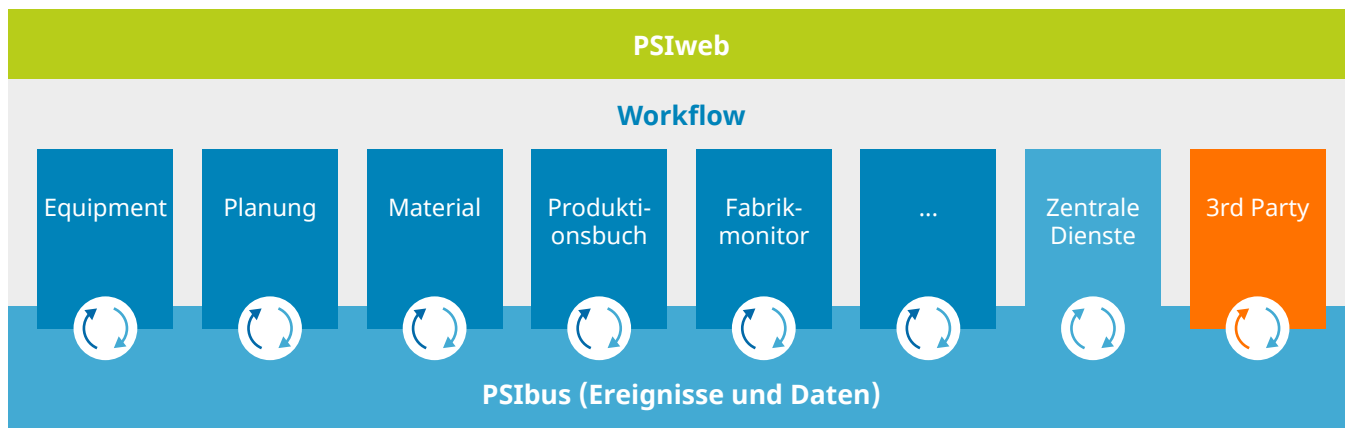 PSIweb
Workflow
Equipment
Planung
Material
Produkti-
onsbuch
Fabrik-
monitor
...
Zentrale
Dienste
3rd Party
PSIbus (Ereignisse und Daten)